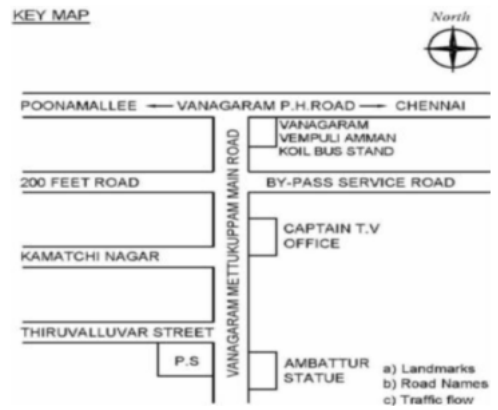 KEY MAP
North
POONAMALLEE ← VANAGARAM P.H.ROAD → CHENNAI
VANAGARAM
VEMPULI AMMAN
KOIL BUS STAND
200 FEET ROAD
BY-PASS SERVICE ROAD
VANAGARAM METTUKUPPAM MAIN ROAD
CAPTAIN T.V
OFFICE
KAMATCHI NAGAR
THIRUVALLUVAR STREET
P.S
AMBATTUR
STATUE
a) Landmarks
b) Road Names
c) Traffic flow